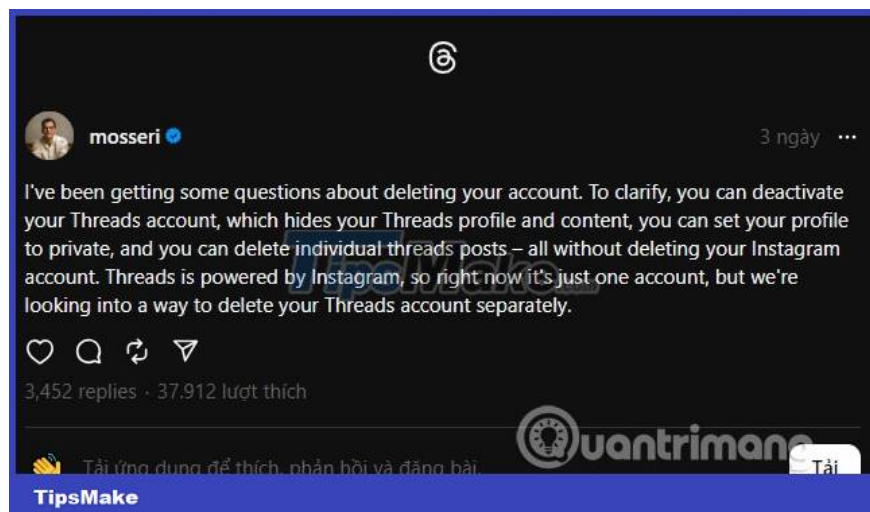 mosseri
3 ngày
I've been getting some questions about deleting your account. To clarify, you can deactivate
your Threads account, which hides your Threads profile and content, you can set your profile
to private, and you can delete individual threads posts – all without deleting your Instagram
account. Threads is powered by Instagram, so right now it's just one account, but we're
looking into a way to delete your Threads account separately.
TipsMake.com
3,452 replies · 37.912 lượt thích
Quantrimang
Tải ứng dụng để thích, phản hồi và đăng bài.
Tải
TipsMake